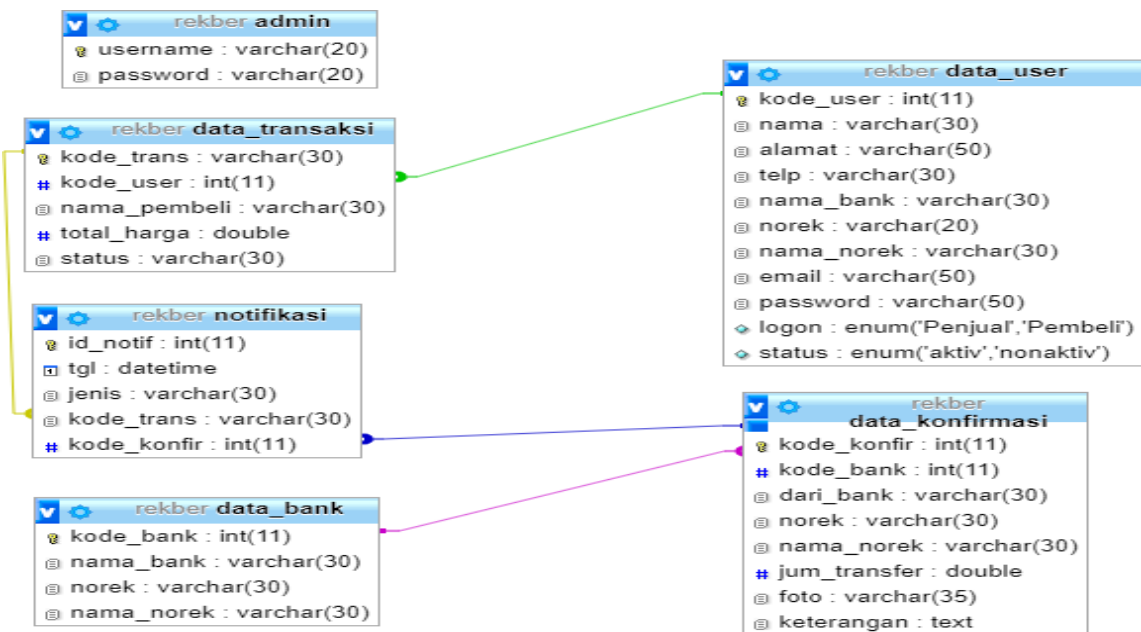 rekber admin
username : varchar(20)
password : varchar(20)
rekber data_transaksi
kode_trans : varchar(30)
kode_user : int(11)
nama_pembeli : varchar(30)
total_harga : double
status : varchar(30)
rekber notifikasi
id_notif : int(11)
tgl : datetime
jenis : varchar(30)
kode_trans : varchar(30)
kode_konfir : int(11)
rekber data_bank
kode_bank : int(11)
nama_bank : varchar(30)
norek : varchar(30)
nama_norek : varchar(30)
rekber data_user
kode_user : int(11)
nama : varchar(30)
alamat : varchar(50)
telp : varchar(30)
nama_bank : varchar(30)
norek : varchar(20)
nama_norek : varchar(30)
email : varchar(50)
password : varchar(50)
logon : enum('Penjual','Pembeli')
status : enum('aktiv','nonaktiv')
rekber
data_konfirmasi
kode_konfir : int(11)
kode_bank : int(11)
dari_bank : varchar(30)
norek : varchar(30)
nama_norek : varchar(30)
jum_transfer : double
foto : varchar(35)
keterangan : text